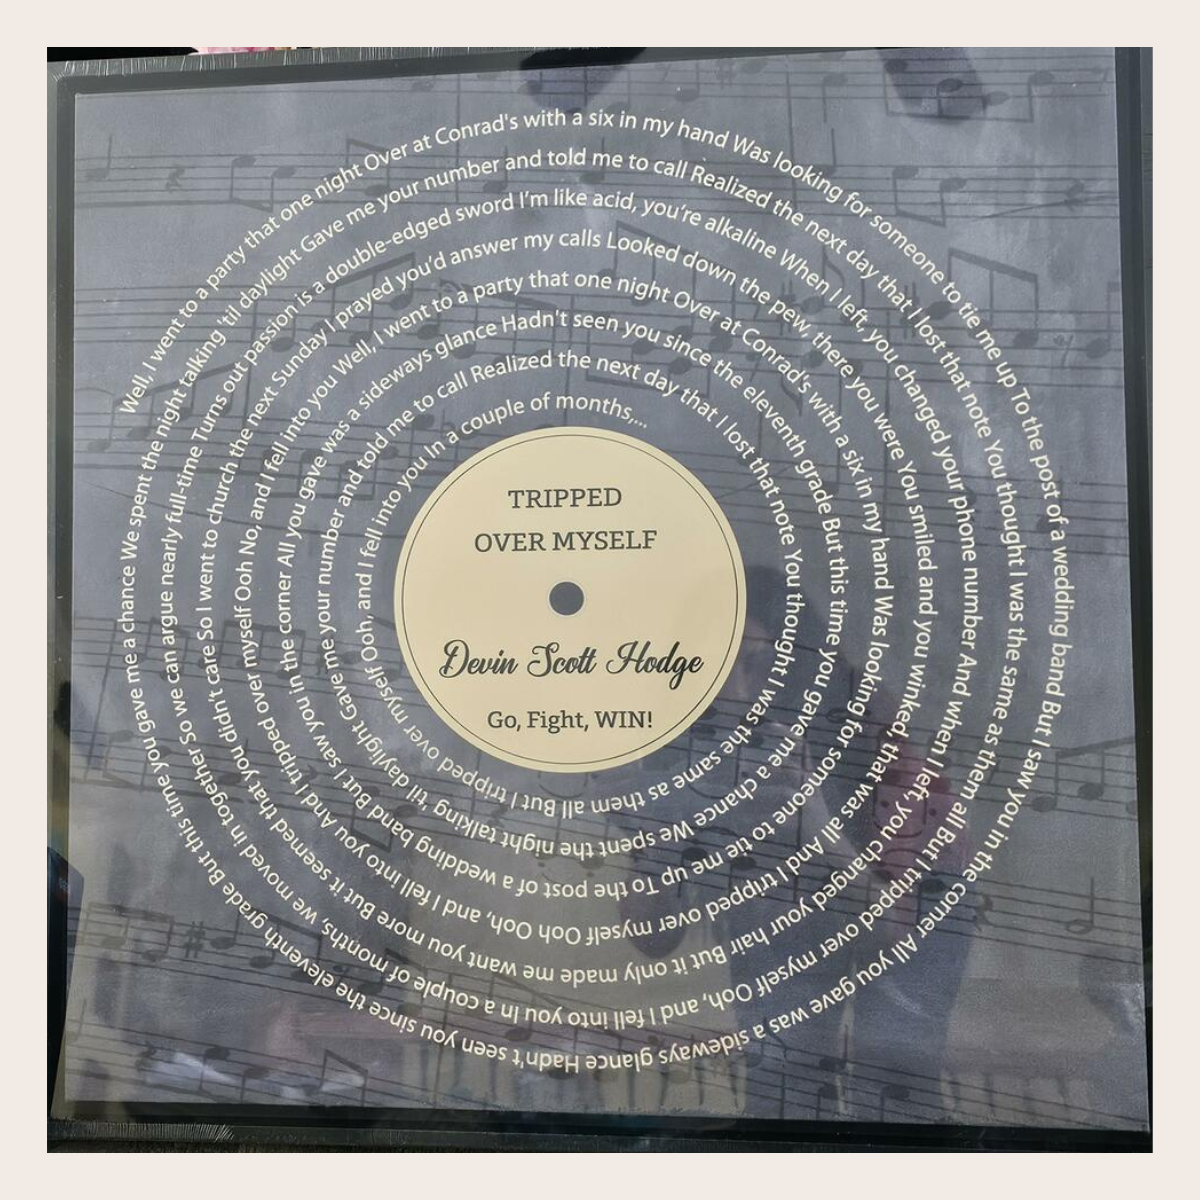 Well, I went to a party that one night Over at Conrad's with a six in my hand Was looking for someone to tie me up To the post of a wedding band But I saw you in the corner All you gave was a sideways glance Hadn't seen you since the eleventh grade But this time you gave me a chance We spent the night talking 'til daylight Gave me your number and told me to call Realized the next day that I lost that note You thought I was the same as them all But I tripped over myself Ooh, and I fell into you In a couple of months, we moved in together So we can argue nearly full-time Turns out passion is a double-edged sword I'm like acid, you're alkaline When I left, you changed your phone number And when I left, you changed your hair But it only made me want you more But it seemed that you didn't care So I went to church the next Sunday I prayed you'd answer my calls Looked down the pew, there you were You smiled and you winked, that was all And I tripped over myself Ooh Ooh, and I fell into you And I tripped over myself Ooh No, and I fell into you Well, I went to a party that one night Over at Conrad's with a six in my hand Was looking for someone to tie me up To the post of a wedding band But I saw you in the corner All you gave was a sideways glance Hadn't seen you since the eleventh grade But this time you gave me a chance We spent the night talking 'til daylight Gave me your number and told me to call Realized the next day that I lost that note You thought I was the same as them all But I tripped over myself Ooh, and I fell into you In a couple of months,...
TRIPPED
OVER MYSELF
Devin Scott Hodge
Go, Fight, WIN!